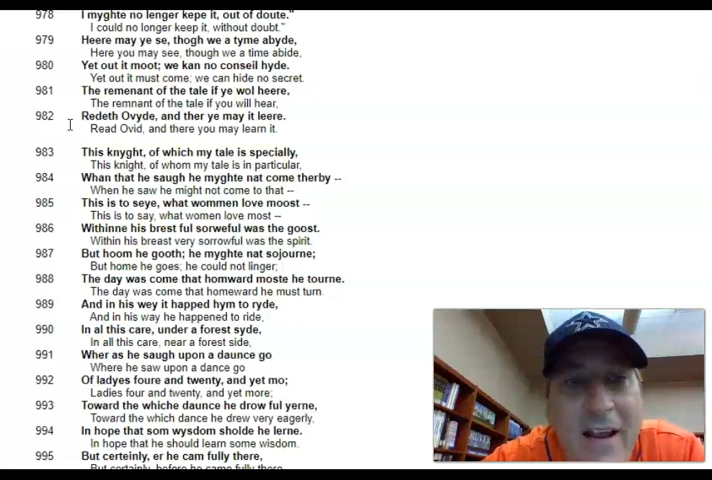 978 I myghte no lenger kepe it, out of doute."
I could no longer keep it, without doubt."
979 Heere may ye se, thogh we a tyme abyde,
Here you may see, though we a time abide,
980 Yet out it moot; we kan no conseil hyde.
Yet out it must come; we can hide no secret.
981 The remenant of the tale if ye wol heere,
The remnant of the tale if you will hear,
982 Redeth Ovyde, and ther ye may it leere.
Read Ovid, and there you may learn it.
983 This knyght, of which my tale is specially,
This knight, of whom my tale is in particular,
984 Whan that he saugh he myghte nat come therby --
When he saw he might not come to that --
985 This is to seye, what wommen love moost --
This is to say, what women love most --
986 Withinne his brest ful sorweful was the goost.
Within his breast very sorrowful was the spirit.
987 But hoom he gooth; he myghte nat sojourne;
But home he goes; he could not linger;
988 The day was come that homward moste he tourne.
The day was come that homeward he must turn.
989 And in his wey it happed hym to ryde,
And in his way he happened to ride,
990 In al this care, under a forest syde,
In all this care, near a forest side,
991 Wher as he saugh upon a daunce go
Where he saw upon a dance go
992 Of ladyes foure and twenty, and yet mo;
Ladies four and twenty, and yet more;
993 Toward the whiche daunce he drow ful yerne,
Toward the which dance he drew very eagerly,
994 In hope that som wysdom sholde he lerne.
In hope that he should learn some wisdom.
995 But certeinly, er he cam fully there,
But certainly, before he came fully there,